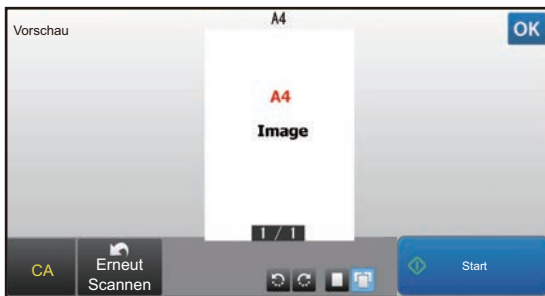 A4
Vorschau
OK
A4
Image
1 / 1
CA
Erneut
Scannen
Start